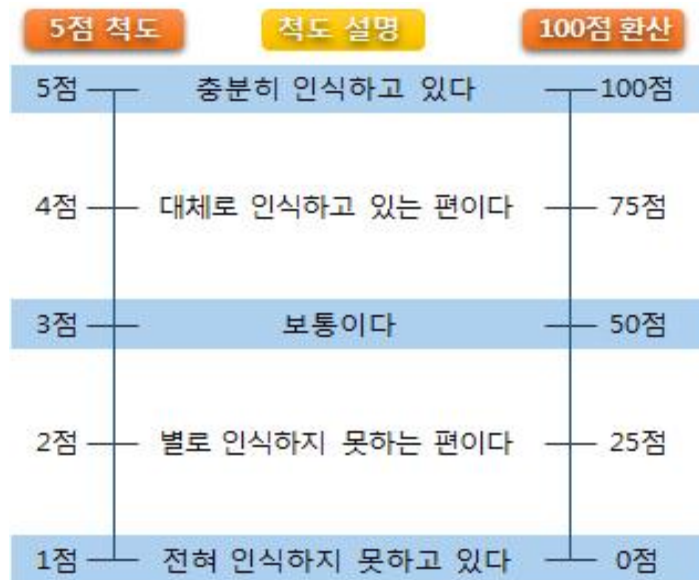 5점 척도 척도 설명 100점 환산
5점 충분히 인식하고 있다 100점
4점 대체로 인식하고 있는 편이다 75점
3점 보통이다 50점
2점 별로 인식하지 못하는 편이다 25점
1점 전혀 인식하지 못하고 있다 0점